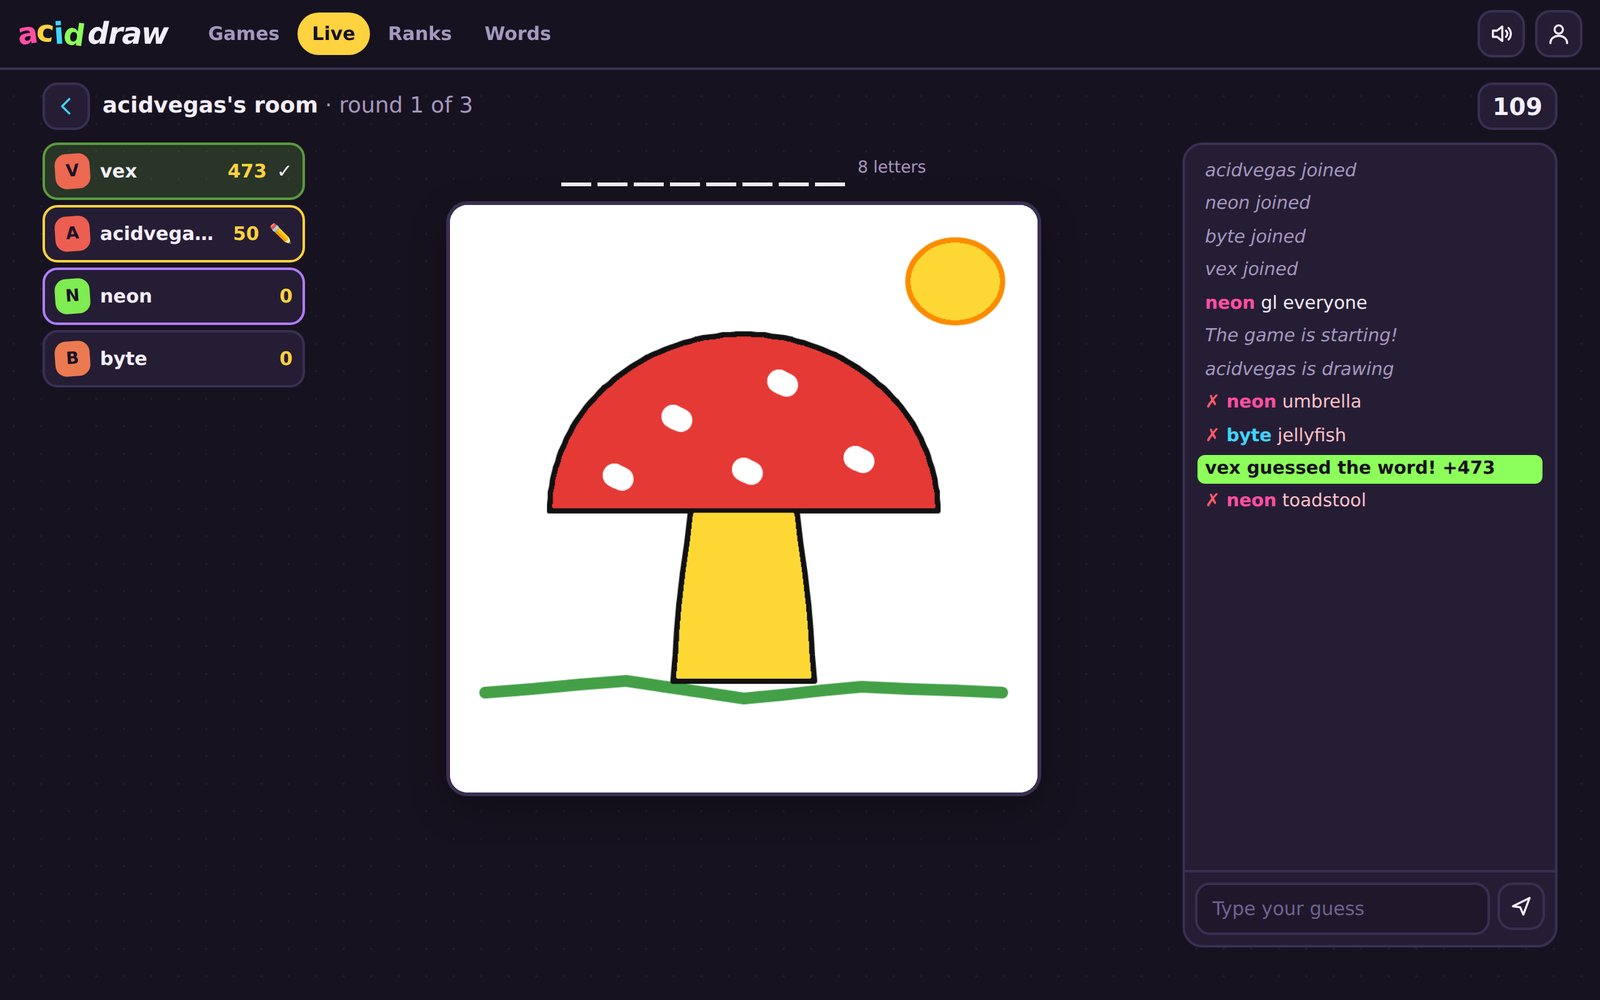 aciddraw Games Live Ranks Words
acidvegas's room · round 1 of 3
109
V vex 473 ✓
A acidvega... 50 ✏️
N neon 0
B byte 0
8 letters
acidvegas joined
neon joined
byte joined
vex joined
neon gl everyone
The game is starting!
acidvegas is drawing
✗ neon umbrella
✗ byte jellyfish
vex guessed the word! +473
✗ neon toadstool
Type your guess